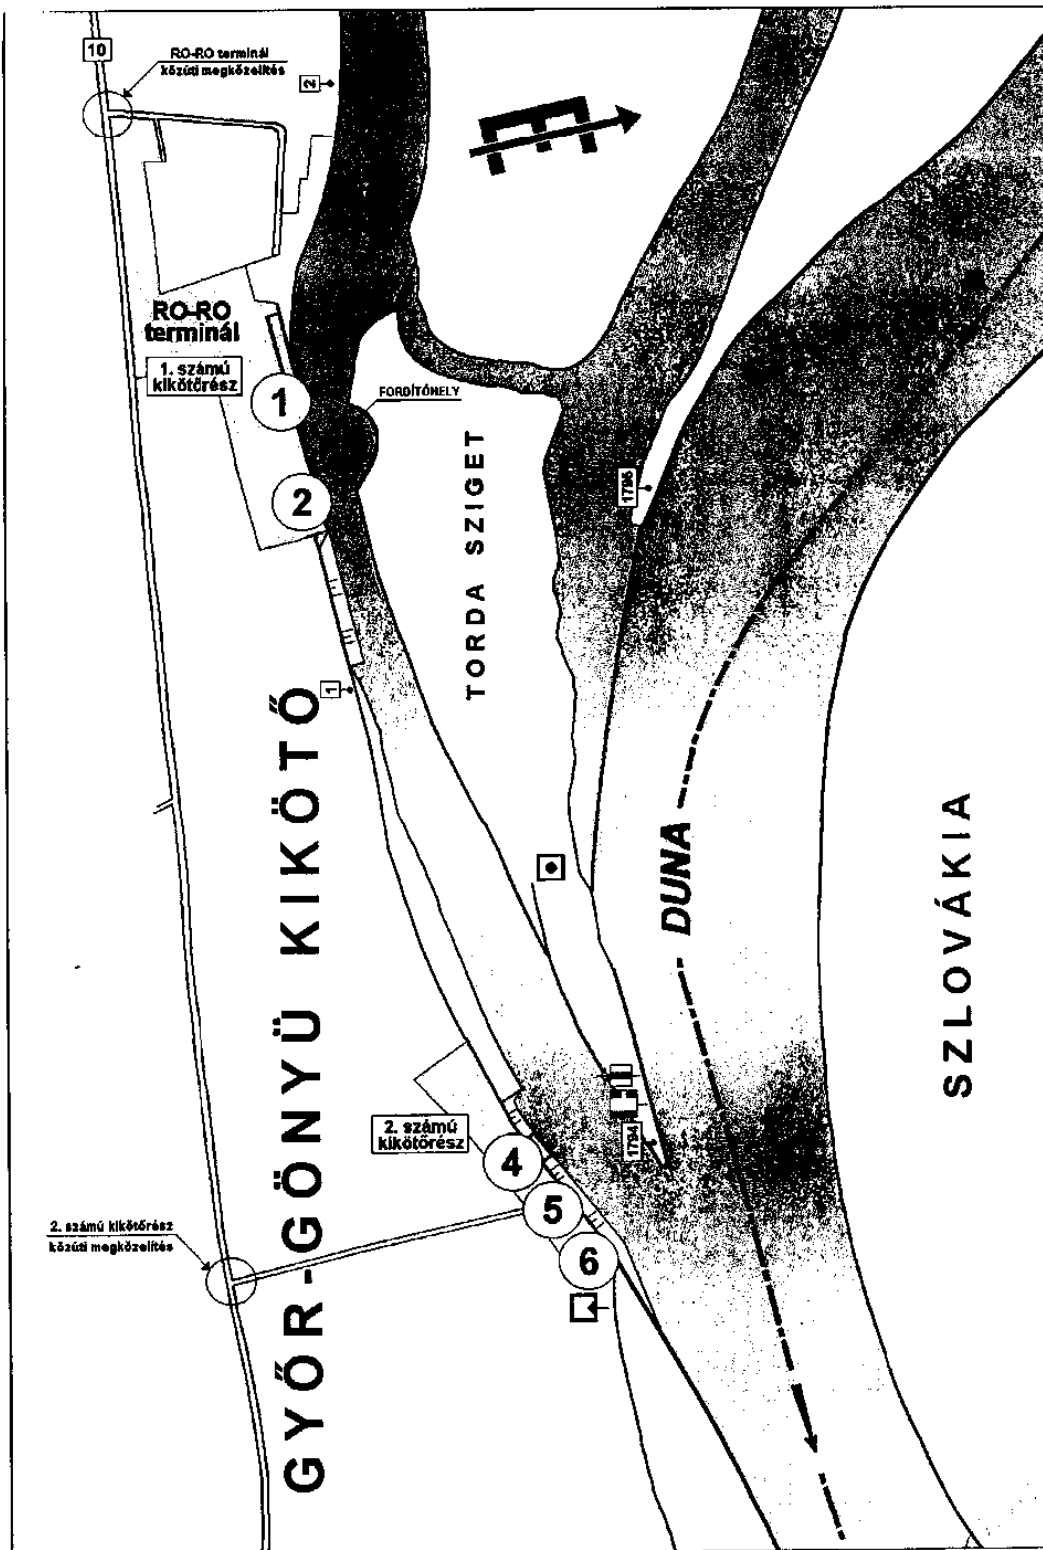 10
RO-RO terminál
közúti megközelítés
2
RO-RO
terminál
1. számú
kikötőrész
1
FORDÍTÓHELY
2
TORDA SZIGET
1795
1
GYŐR-GÖNYÜ KIKÖTŐ
DUNA
SZLOVÁKIA
2. számú
kikötőrész
4
1794
5
2. számú kikötőrész
közúti megközelítés
6